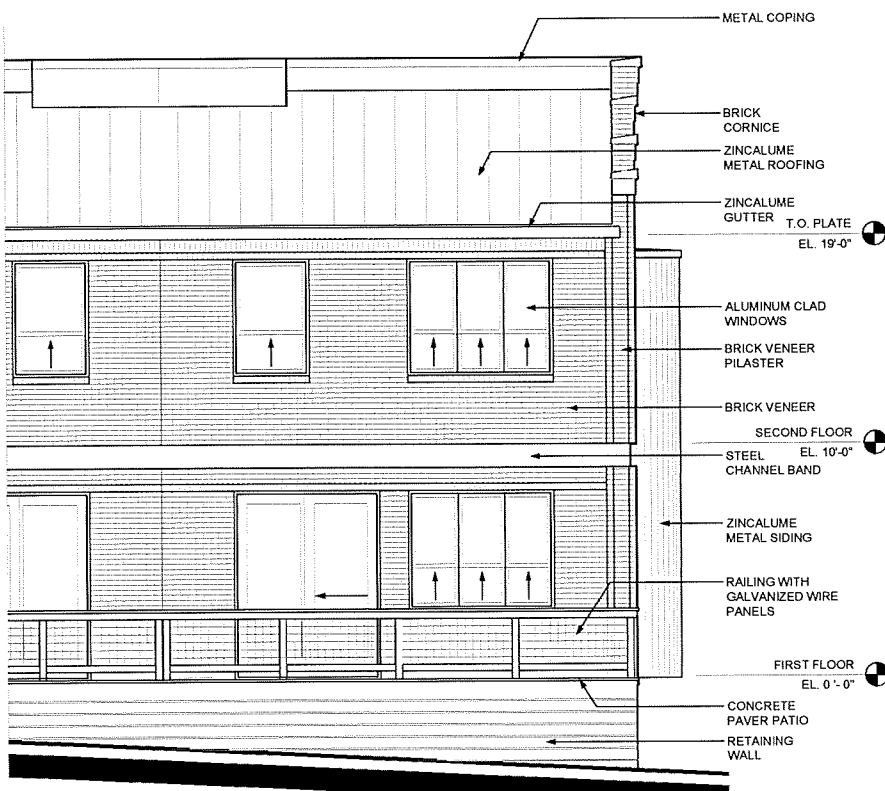 METAL COPING
BRICK
CORNICE
ZINCALUME
METAL ROOFING
ZINCALUME
GUTTER
T.O. PLATE
EL. 19'-0"
ALUMINUM CLAD
WINDOWS
BRICK VENEER
PILASTER
BRICK VENEER
SECOND FLOOR
EL. 10'-0"
STEEL
CHANNEL BAND
ZINCALUME
METAL SIDING
RAILING WITH
GALVANIZED WIRE
PANELS
FIRST FLOOR
EL. 0 '- 0"
CONCRETE
PAVER PATIO
RETAINING
WALL